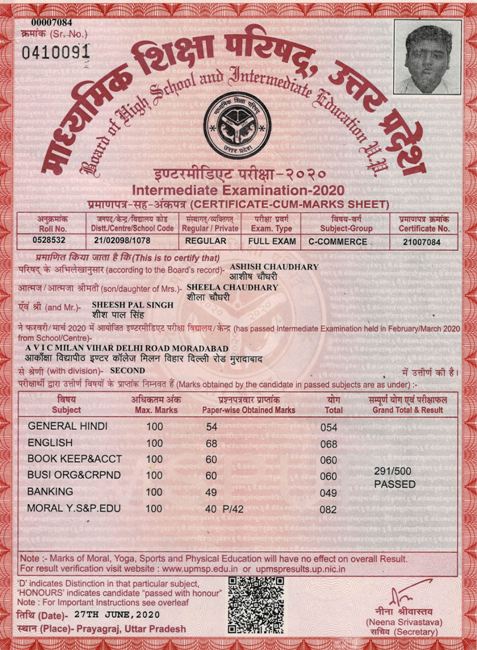 00007084
क्रमांक (Sr. No.)
0410091
माध्यमिक शिक्षा परिषद्, उत्तर प्रदेश
Board of High School and Intermediate Education U.P.
इण्टरमीडिएट परीक्षा-२०२०
Intermediate Examination-2020
प्रमाणपत्र-सह-अंकपत्र (CERTIFICATE-CUM-MARKS SHEET)
अनुक्रमांक जनपद/केन्द्र/विद्यालय कोड संस्थागत/व्यक्तिगत परीक्षा प्रवर्ग विषय-वर्ग प्रमाणपत्र क्रमांक
Roll No. Distt./Centre/School Code Regular / Private Exam. Type Subject-Group Certificate No.
0528532 21/02098/1078 REGULAR FULL EXAM C-COMMERCE 21007084
प्रमाणित किया जाता है कि (This is to certify that)
परिषद् के अभिलेखानुसार (according to the Board's record)- ASHISH CHAUDHARY
आशीष चौधरी
आत्मज/आत्मजा श्रीमती (son/daughter of Mrs.)- SHEELA CHAUDHARY
शीला चौधरी
एवं श्री (and Mr.)- SHEESH PAL SINGH
शीश पाल सिंह
ने फरवरी/मार्च २०२० में आयोजित इण्टरमीडिएट परीक्षा विद्यालय/केन्द्र (has passed Intermediate Examination held in February/March 2020
from School/Centre)-
A V I C MILAN VIHAR DELHI ROAD MORADABAD
आर्कांक्षा विद्यापीठ इण्टर कॉलेज मिलन विहार दिल्ली रोड मुरादाबाद
से श्रेणी (with division)- SECOND में उत्तीर्ण की है।
परीक्षार्थी द्वारा उत्तीर्ण विषयों के प्राप्तांक निम्नवत हैं (Marks obtained by the candidate in passed subjects are as under) :-
विषय अधिकतम अंक प्रश्नपत्रवार प्राप्तांक योग सम्पूर्ण योग एवं परीक्षाफल
Subject Max. Marks Paper-wise Obtained Marks Total Grand Total & Result
GENERAL HINDI 100 54 054
ENGLISH 100 68 068
BOOK KEEP&ACCT 100 60 060
BUSI ORG&CRPND 100 60 060
291/500
PASSED
BANKING 100 49 049
MORAL Y.S&P.EDU 100 40 P/42 082
Note :- Marks of Moral, Yoga, Sports and Physical Education will have no effect on overall Result.
For result verification visit website : www.upmsp.edu.in or upmspresults.up.nic.in
'D' indicates Distinction in that particular subject,
'HONOURS' indicates candidate "passed with honour"
Note : For Important Instructions see overleaf
तिथि (Date)- 27TH JUNE, 2020
स्थान (Place)- Prayagraj, Uttar Pradesh
नीना श्रीवास्तव
(Neena Srivastava)
सचिव (Secretary)